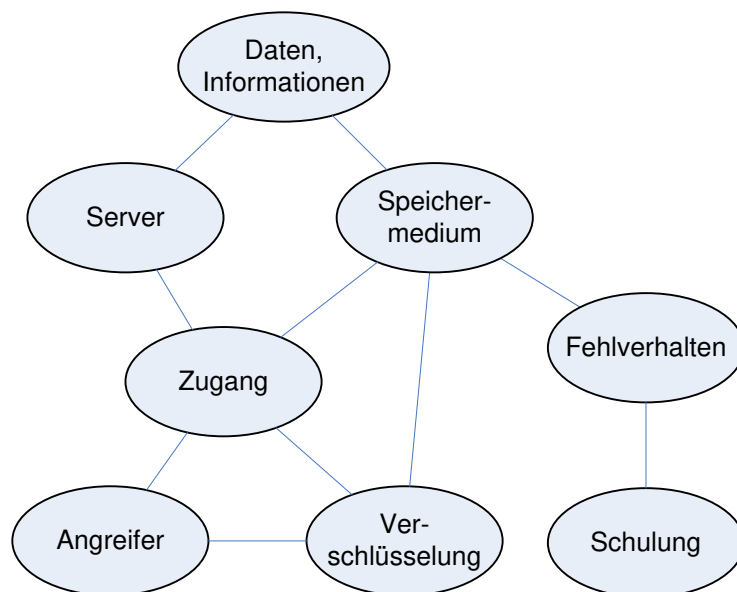 Daten,
Informationen
Server
Speicher-
medium
Fehlverhalten
Zugang
Angreifer
Ver-
schlüsselung
Schulung